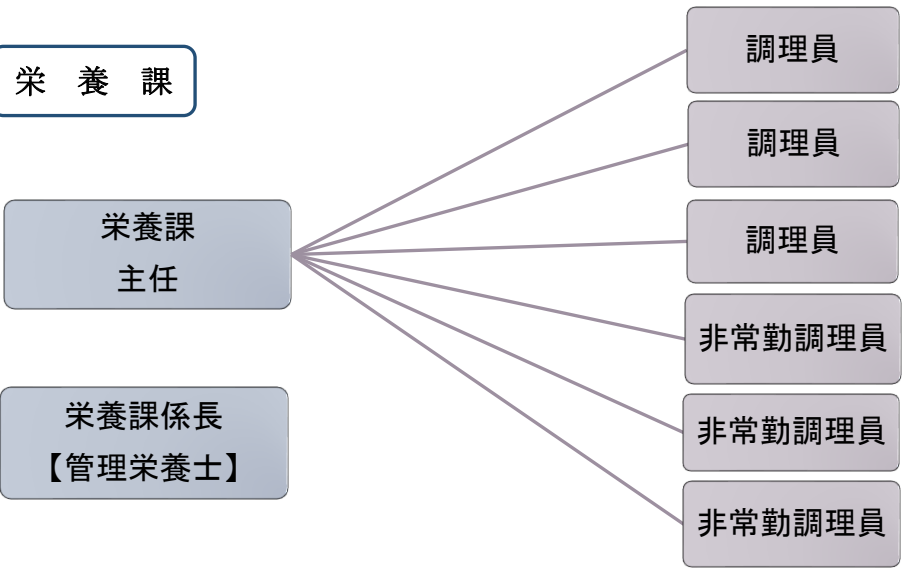 栄 養 課
栄養課
主任
栄養課係長
【管理栄養士】
調理員
調理員
調理員
非常勤調理員
非常勤調理員
非常勤調理員